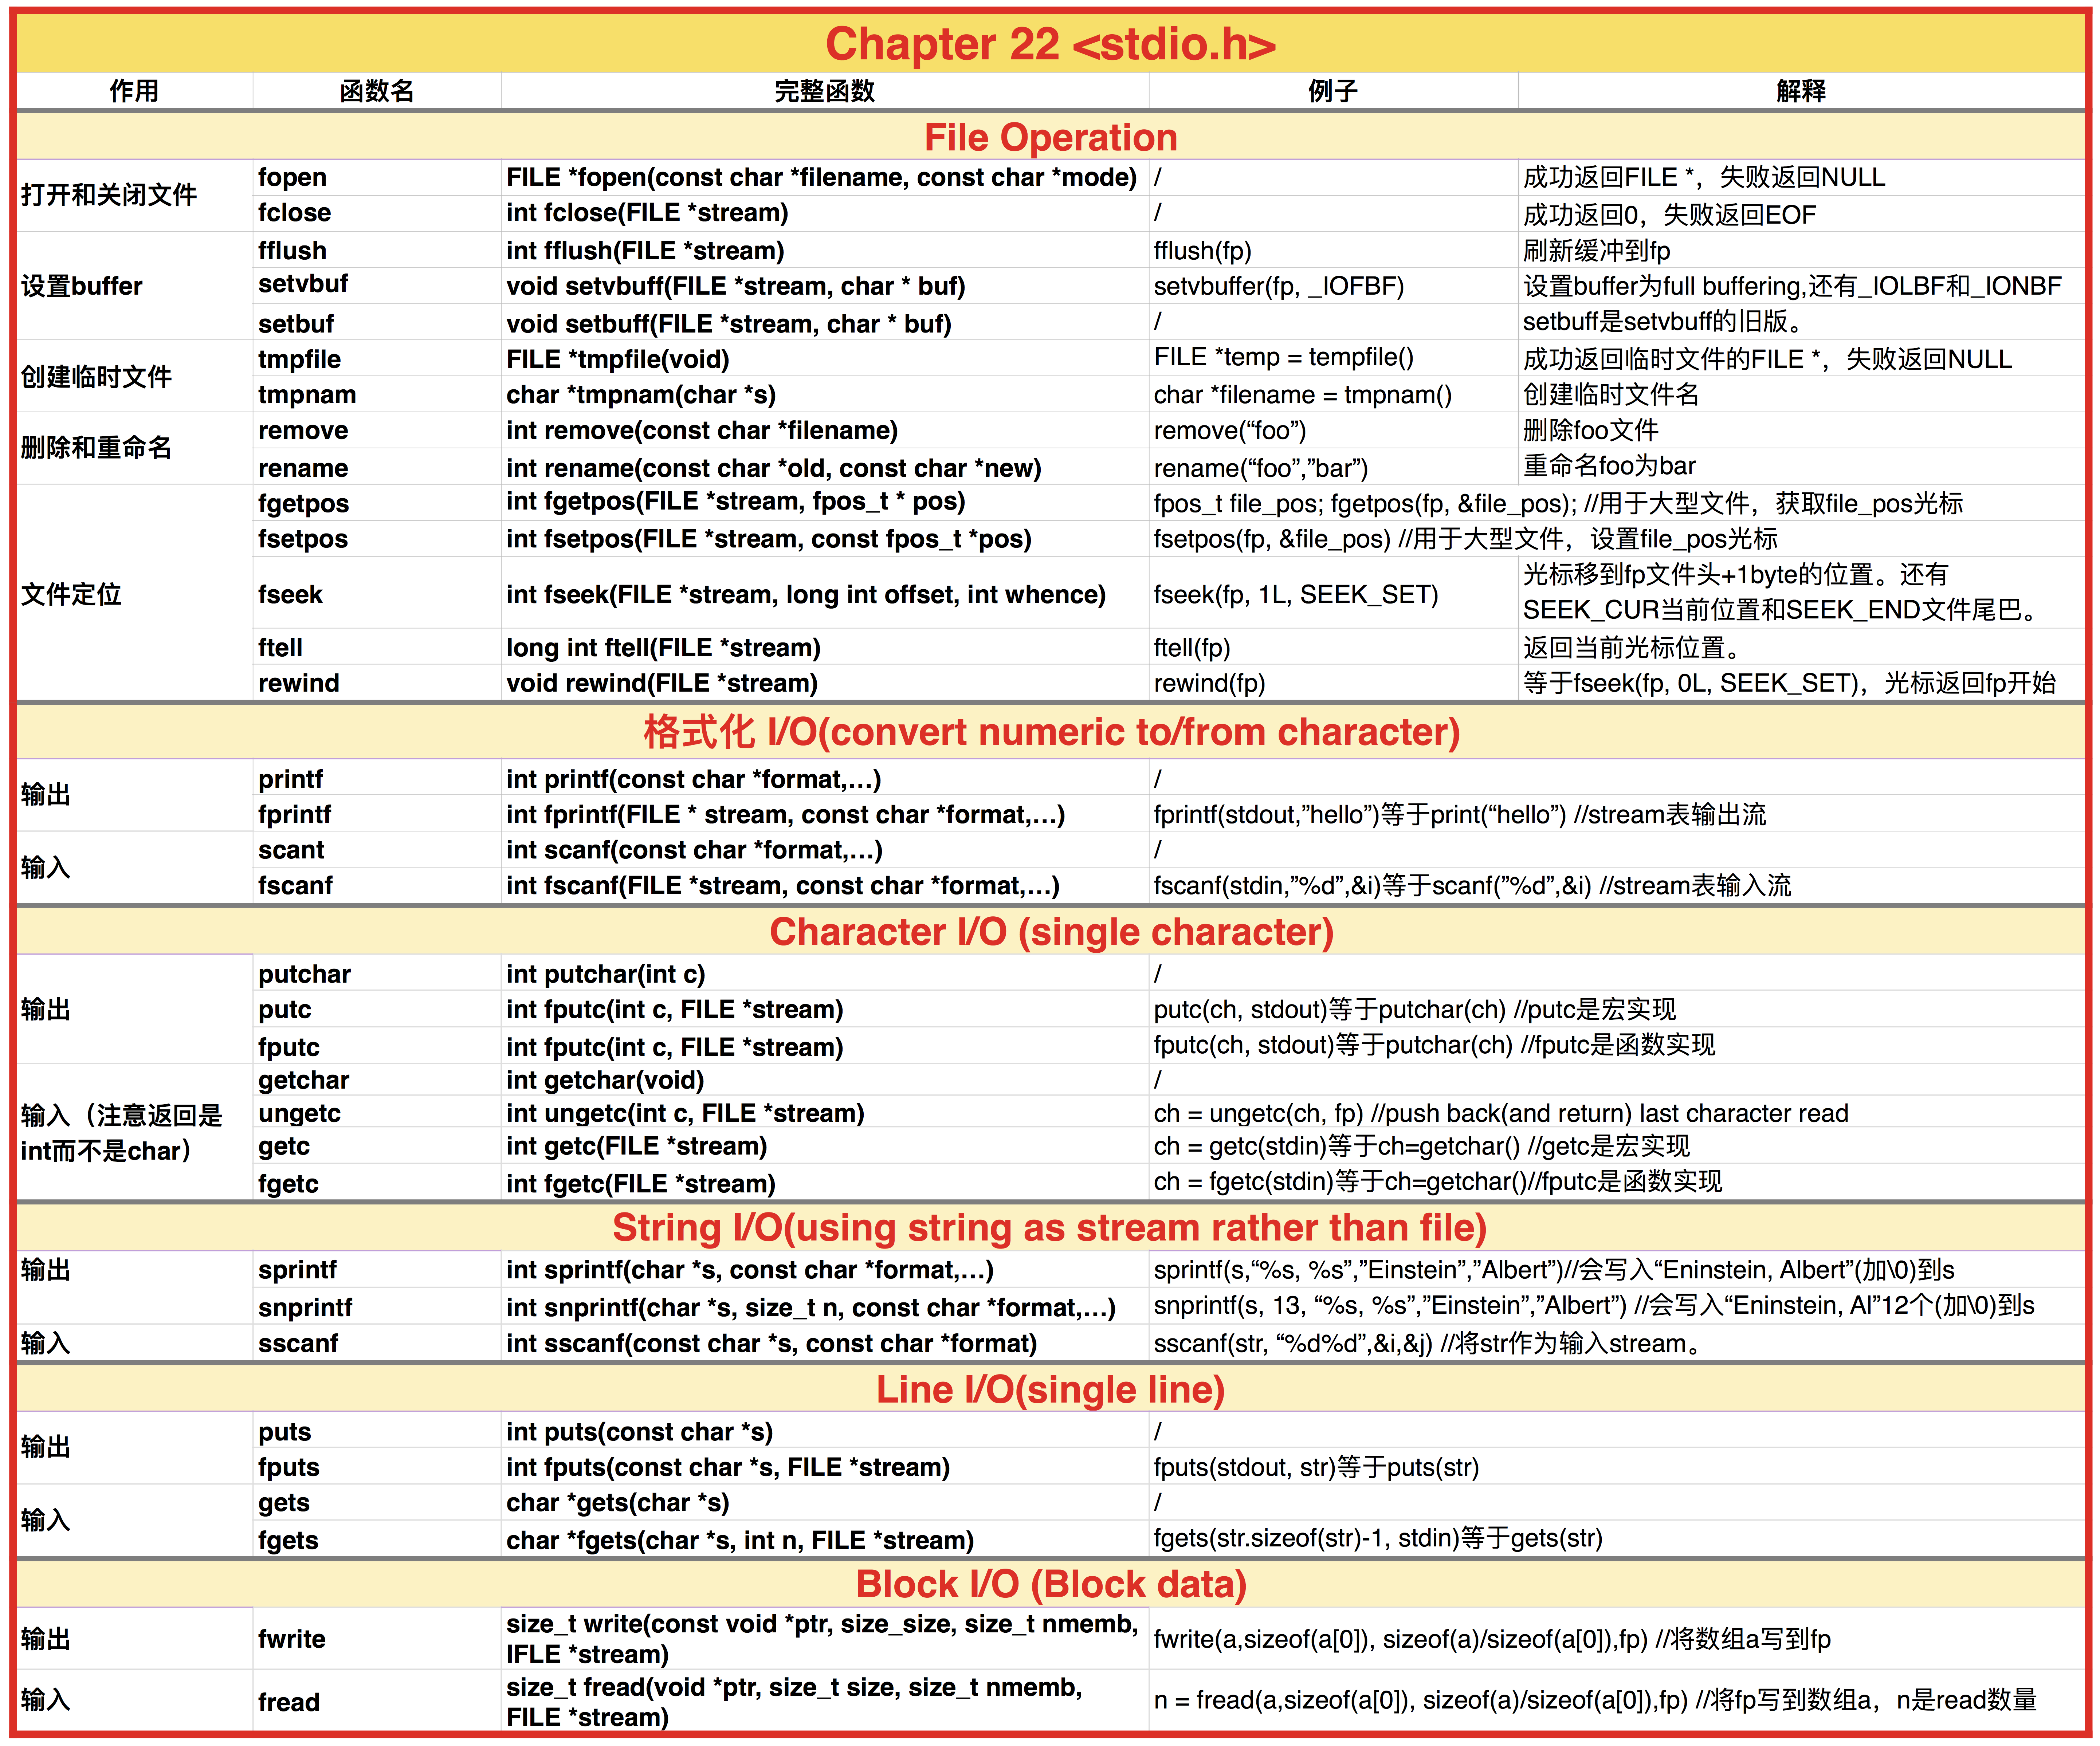 Chapter 22 <stdio.h>
作用 函数名 完整函数 例子 解释
File Operation
打开和关闭文件
fopen FILE *fopen(const char *filename, const char *mode) / 成功返回FILE *，失败返回NULL
fclose int fclose(FILE *stream) / 成功返回0，失败返回EOF
设置buffer
fflush int fflush(FILE *stream) fflush(fp) 刷新缓冲到fp
setvbuf void setvbuff(FILE *stream, char * buf) setvbuffer(fp, _IOFBF) 设置buffer为full buffering,还有_IOLBF和_IONBF
setbuf void setbuff(FILE *stream, char * buf) / setbuff是setvbuff的旧版。
创建临时文件
tmpfile FILE *tmpfile(void) FILE *temp = tempfile() 成功返回临时文件的FILE *，失败返回NULL
tmpnam char *tmpnam(char *s) char *filename = tmpnam() 创建临时文件名
删除和重命名
remove int remove(const char *filename) remove(“foo”) 删除foo文件
rename int rename(const char *old, const char *new) rename(“foo”,”bar”) 重命名foo为bar
文件定位
fgetpos int fgetpos(FILE *stream, fpos_t * pos) fpos_t file_pos; fgetpos(fp, &file_pos); //用于大型文件，获取file_pos光标
fsetpos int fsetpos(FILE *stream, const fpos_t *pos) fsetpos(fp, &file_pos) //用于大型文件，设置file_pos光标
fseek int fseek(FILE *stream, long int offset, int whence) fseek(fp, 1L, SEEK_SET) 光标移到fp文件头+1byte的位置。还有
SEEK_CUR当前位置和SEEK_END文件尾巴。
ftell long int ftell(FILE *stream) ftell(fp) 返回当前光标位置。
rewind void rewind(FILE *stream) rewind(fp) 等于fseek(fp, 0L, SEEK_SET)，光标返回fp开始
格式化 I/O(convert numeric to/from character)
输出
printf int printf(const char *format,…) /
fprintf int fprintf(FILE * stream, const char *format,…) fprintf(stdout,”hello”)等于print(“hello”) //stream表输出流
输入
scant int scanf(const char *format,…) /
fscanf int fscanf(FILE *stream, const char *format,…) fscanf(stdin,”%d”,&i)等于scanf(”%d”,&i) //stream表输入流
Character I/O (single character)
输出
putchar int putchar(int c) /
putc int fputc(int c, FILE *stream) putc(ch, stdout)等于putchar(ch) //putc是宏实现
fputc int fputc(int c, FILE *stream) fputc(ch, stdout)等于putchar(ch) //fputc是函数实现
输入（注意返回是
int而不是char）
getchar int getchar(void) /
ungetc int ungetc(int c, FILE *stream) ch = ungetc(ch, fp) //push back(and return) last character read
getc int getc(FILE *stream) ch = getc(stdin)等于ch=getchar() //getc是宏实现
fgetc int fgetc(FILE *stream) ch = fgetc(stdin)等于ch=getchar()//fputc是函数实现
String I/O(using string as stream rather than file)
输出
sprintf int sprintf(char *s, const char *format,…) sprintf(s,“%s, %s”,”Einstein”,”Albert”)//会写入“Eninstein, Albert”(加\0)到s
snprintf int snprintf(char *s, size_t n, const char *format,…) snprintf(s, 13, “%s, %s”,”Einstein”,”Albert”) //会写入“Eninstein, Al”12个(加\0)到s
输入 sscanf int sscanf(const char *s, const char *format) sscanf(str, “%d%d”,&i,&j) //将str作为输入stream。
Line I/O(single line)
输出
puts int puts(const char *s) /
fputs int fputs(const char *s, FILE *stream) fputs(stdout, str)等于puts(str)
输入
gets char *gets(char *s) /
fgets char *fgets(char *s, int n, FILE *stream) fgets(str.sizeof(str)-1, stdin)等于gets(str)
Block I/O (Block data)
输出 fwrite size_t write(const void *ptr, size_size, size_t nmemb,
IFLE *stream) fwrite(a,sizeof(a[0]), sizeof(a)/sizeof(a[0]),fp) //将数组a写到fp
输入 fread size_t fread(void *ptr, size_t size, size_t nmemb,
FILE *stream) n = fread(a,sizeof(a[0]), sizeof(a)/sizeof(a[0]),fp) //将fp写到数组a，n是read数量